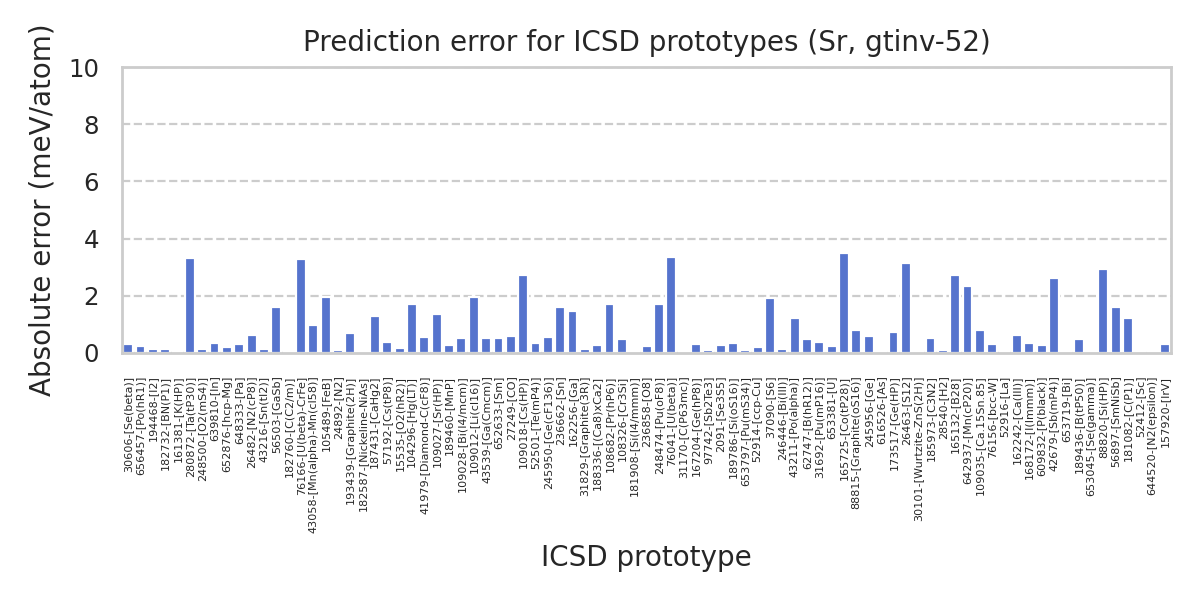 Prediction error for ICSD prototypes (Sr, gtinv-52)
Absolute error (meV/atom)
10
8
6
4
2
0
30606-[Se(beta)]
656457-[Po(hR1)]
194468-[I2]
182732-[BN(P1)]
161381-[K(HP)]
280872-[Ta(tP30)]
248500-[O2(mS4)]
639810-[In]
652876-[hcp-Mg]
648333-[Pa]
26482-[N2(cP8)]
43216-[Sn(tI2)]
56503-[GaSb]
182760-[C(C2/m)]
76166-[U(beta)-CrFe]
43058-[Mn(alpha)-Mn(cI58)]
105489-[FeB]
24892-[N2]
193439-[Graphite(2H)]
182587-[Nickeline-NiAs]
187431-[CaHg2]
57192-[Cs(tP8)]
15535-[O2(hR2)]
104296-[Hg(LT)]
41979-[Diamond-C(cF8)]
109027-[Sr(HP)]
189460-[MnP]
109028-[Bi(I4/mcm)]
109012-[Li(cI16)]
43539-[Ga(Cmcm)]
652633-[Sm]
27249-[CO]
109018-[Cs(HP)]
52501-[Te(mP4)]
245950-[Ge(cF136)]
236662-[Sn]
162256-[Ga]
31829-[Graphite(3R)]
188336-[(Ca8)xCa2]
108682-[Pr(hP6)]
108326-[Cr3Si]
181908-[Si(I4/mmm)]
236858-[O8]
248474-[Pu(oF8)]
76041-[U(beta)]
31170-[C(P63mc)]
167204-[Ge(hP8)]
97742-[Sb2Te3]
2091-[Se3S5]
189786-[Si(oS16)]
653797-[Pu(mS34)]
52914-[ccp-Cu]
37090-[S6]
246446-[Bi(III)]
43211-[Po(alpha)]
62747-[B(hR12)]
31692-[Pu(mP16)]
653381-[U]
165725-[Co(tP28)]
88815-[Graphite(oS16)]
245956-[Ge]
616526-[As]
173517-[Ge(HP)]
264663-[S12]
30101-[Wurtzite-ZnS(2H)]
185973-[C3N2]
28540-[H2]
165132-[B28]
642937-[Mn(cP20)]
109035-[Ca.15Sn.85]
76156-[bcc-W]
52916-[La]
162242-[Ca(III)]
168172-[I(Immm)]
609832-[P(black)]
42679-[Sb(mP4)]
653719-[Bi]
189436-[B(tP50)]
653045-[Se(gamma)]
88820-[Si(HP)]
56897-[SmNiSb]
181082-[C(P1)]
52412-[Sc]
644520-[N2(epsilon)]
157920-[IrV]
ICSD prototype